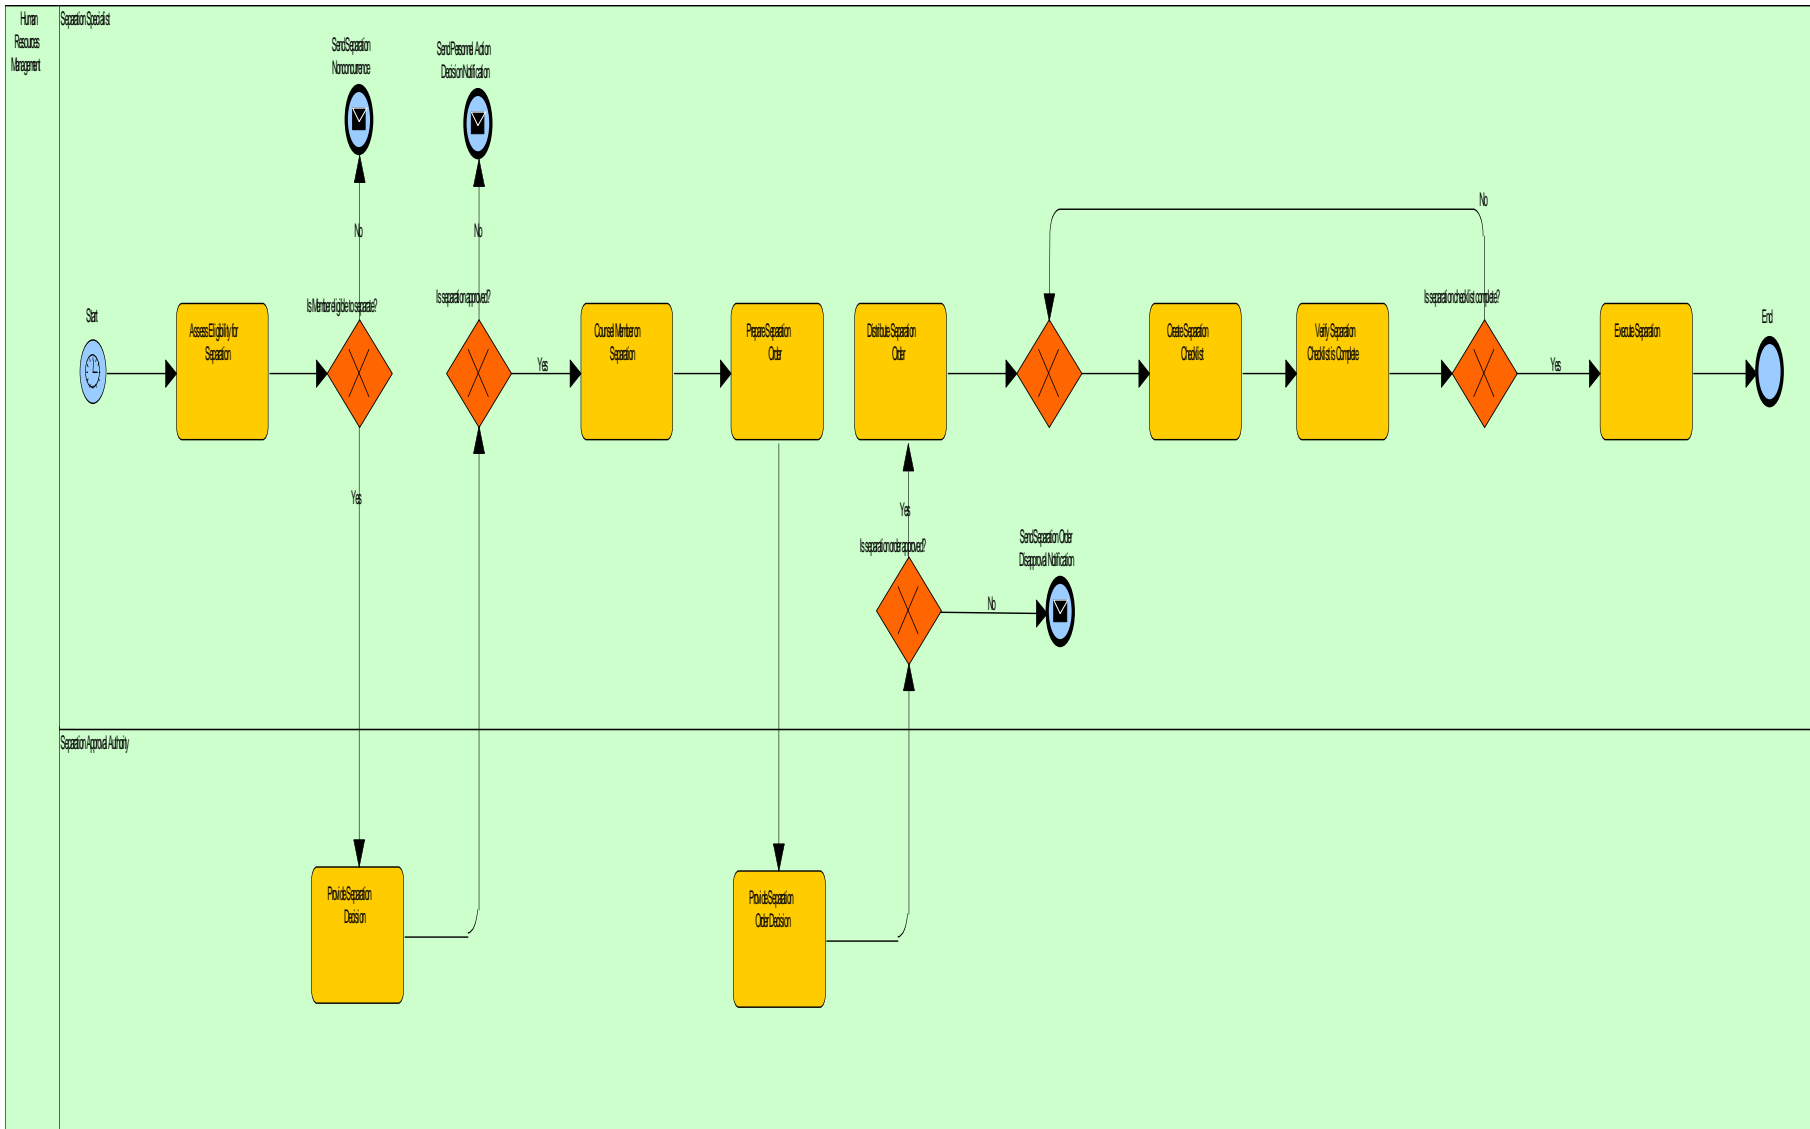 Human
Resources
Management
Separation Specialist
Send Separation
Nonconcurrence
Send Personnel Action
Decision Notification
No
No
No
Start
Assess Eligibility for
Separation
Is Member eligible to separate?
Is separation approved?
Yes
Counsel Member on
Separation
Prepare Separation
Order
Distribute Separation
Order
Create Separation
Checklist
Verify Separation
Checklist is Complete
Is separation checklist complete?
Yes
Execute Separation
End
Yes
Yes
Is separation order approved?
No
Send Separation Order
Disapproval Notification
Separation Approval Authority
Provide Separation
Decision
Provide Separation
Order Decision